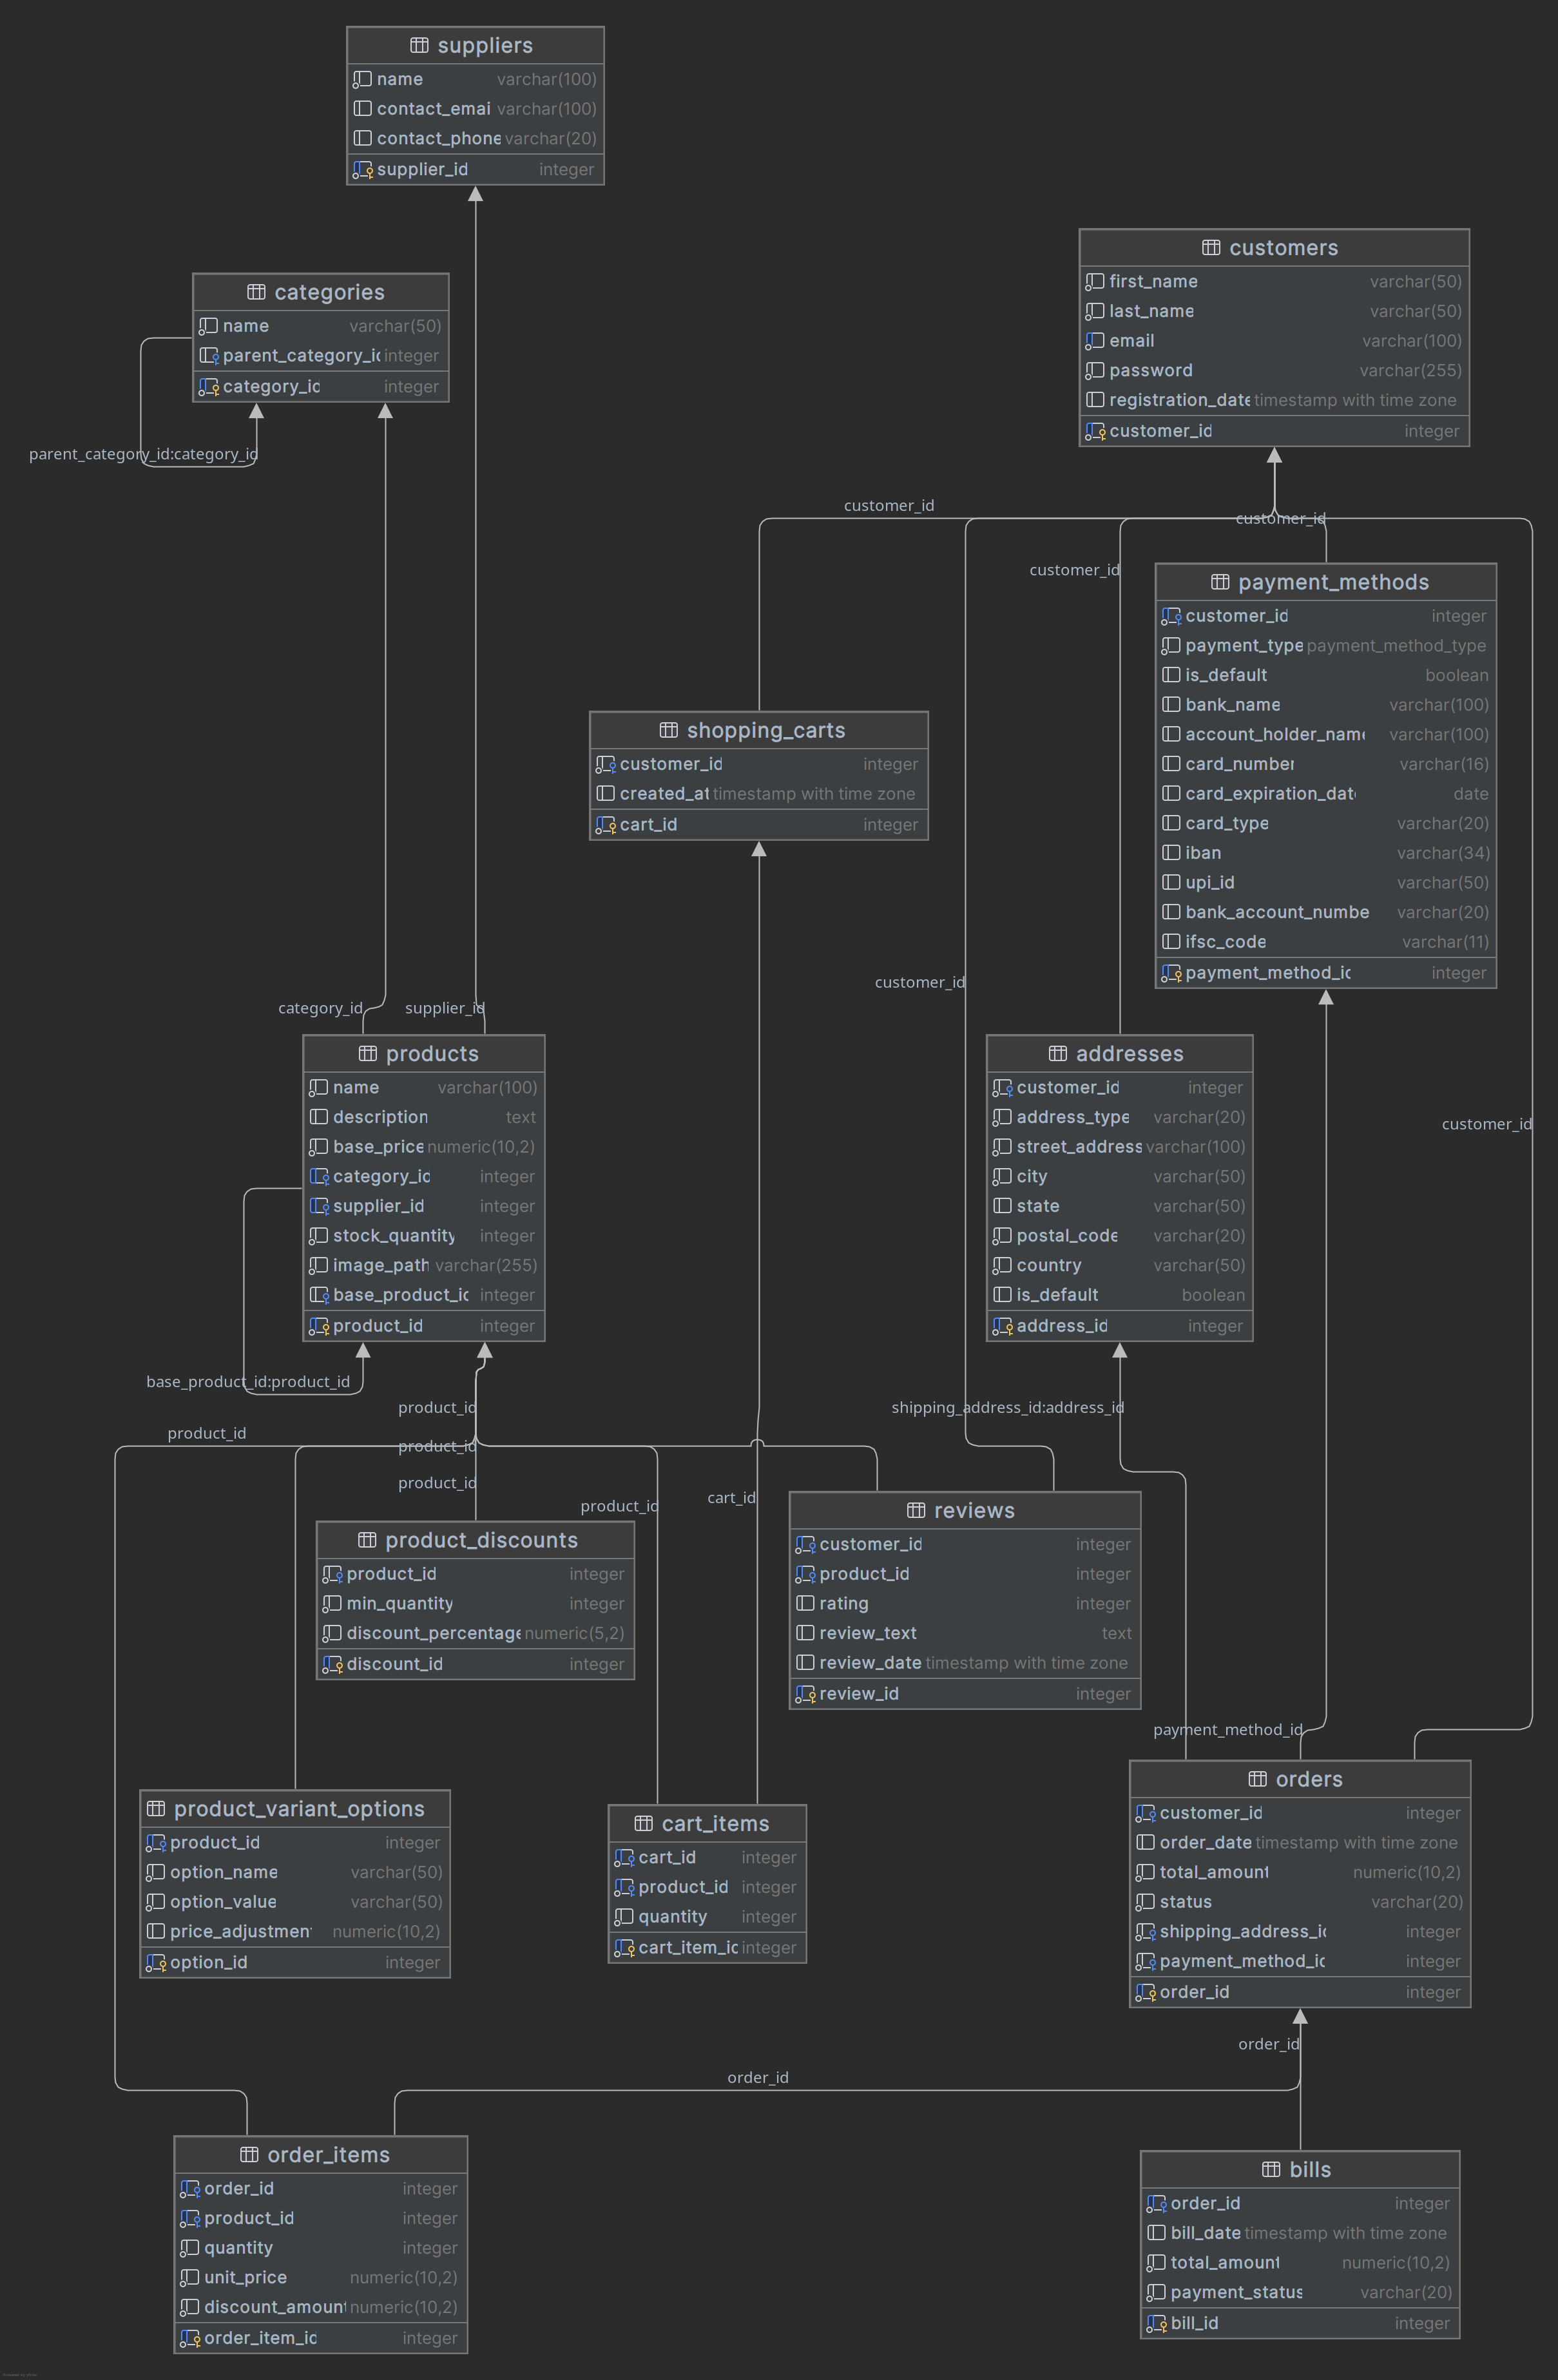 suppliers
name varchar(100)
contact_emai varchar(100)
contact_phone varchar(20)
supplier_id integer
customers
first_name varchar(50)
last_name varchar(50)
email varchar(100)
password varchar(255)
registration_date timestamp with time zone
customer_id integer
categories
name varchar(50)
parent_category_id integer
category_id integer
parent_category_id:category_id
customer_id
customer_id
customer_id
payment_methods
customer_id integer
payment_type payment_method_type
is_default boolean
bank_name varchar(100)
account_holder_name varchar(100)
card_number varchar(16)
card_expiration_date date
card_type varchar(20)
iban varchar(34)
upi_id varchar(50)
bank_account_numbe varchar(20)
ifsc_code varchar(11)
payment_method_id integer
shopping_carts
customer_id integer
created_at timestamp with time zone
cart_id integer
customer_id
category_id
supplier_id
products
name varchar(100)
description text
base_price numeric(10,2)
category_id integer
supplier_id integer
stock_quantity integer
image_path varchar(255)
base_product_id integer
product_id integer
addresses
customer_id integer
address_type varchar(20)
street_address varchar(100)
city varchar(50)
state varchar(50)
postal_code varchar(20)
country varchar(50)
is_default boolean
address_id integer
customer_id
base_product_id:product_id
product_id
shipping_address_id:address_id
product_id
product_id
product_id
cart_id
product_id
product_discounts
product_id integer
min_quantity integer
discount_percentage numeric(5,2)
discount_id integer
reviews
customer_id integer
product_id integer
rating integer
review_text text
review_date timestamp with time zone
review_id integer
payment_method_id
product_variant_options
product_id integer
option_name varchar(50)
option_value varchar(50)
price_adjustment numeric(10,2)
option_id integer
cart_items
cart_id integer
product_id integer
quantity integer
cart_item_id integer
orders
customer_id integer
order_date timestamp with time zone
total_amount numeric(10,2)
status varchar(20)
shipping_address_id integer
payment_method_id integer
order_id integer
order_id
order_id
order_items
order_id integer
product_id integer
quantity integer
unit_price numeric(10,2)
discount_amount numeric(10,2)
order_item_id integer
bills
order_id integer
bill_date timestamp with time zone
total_amount numeric(10,2)
payment_status varchar(20)
bill_id integer